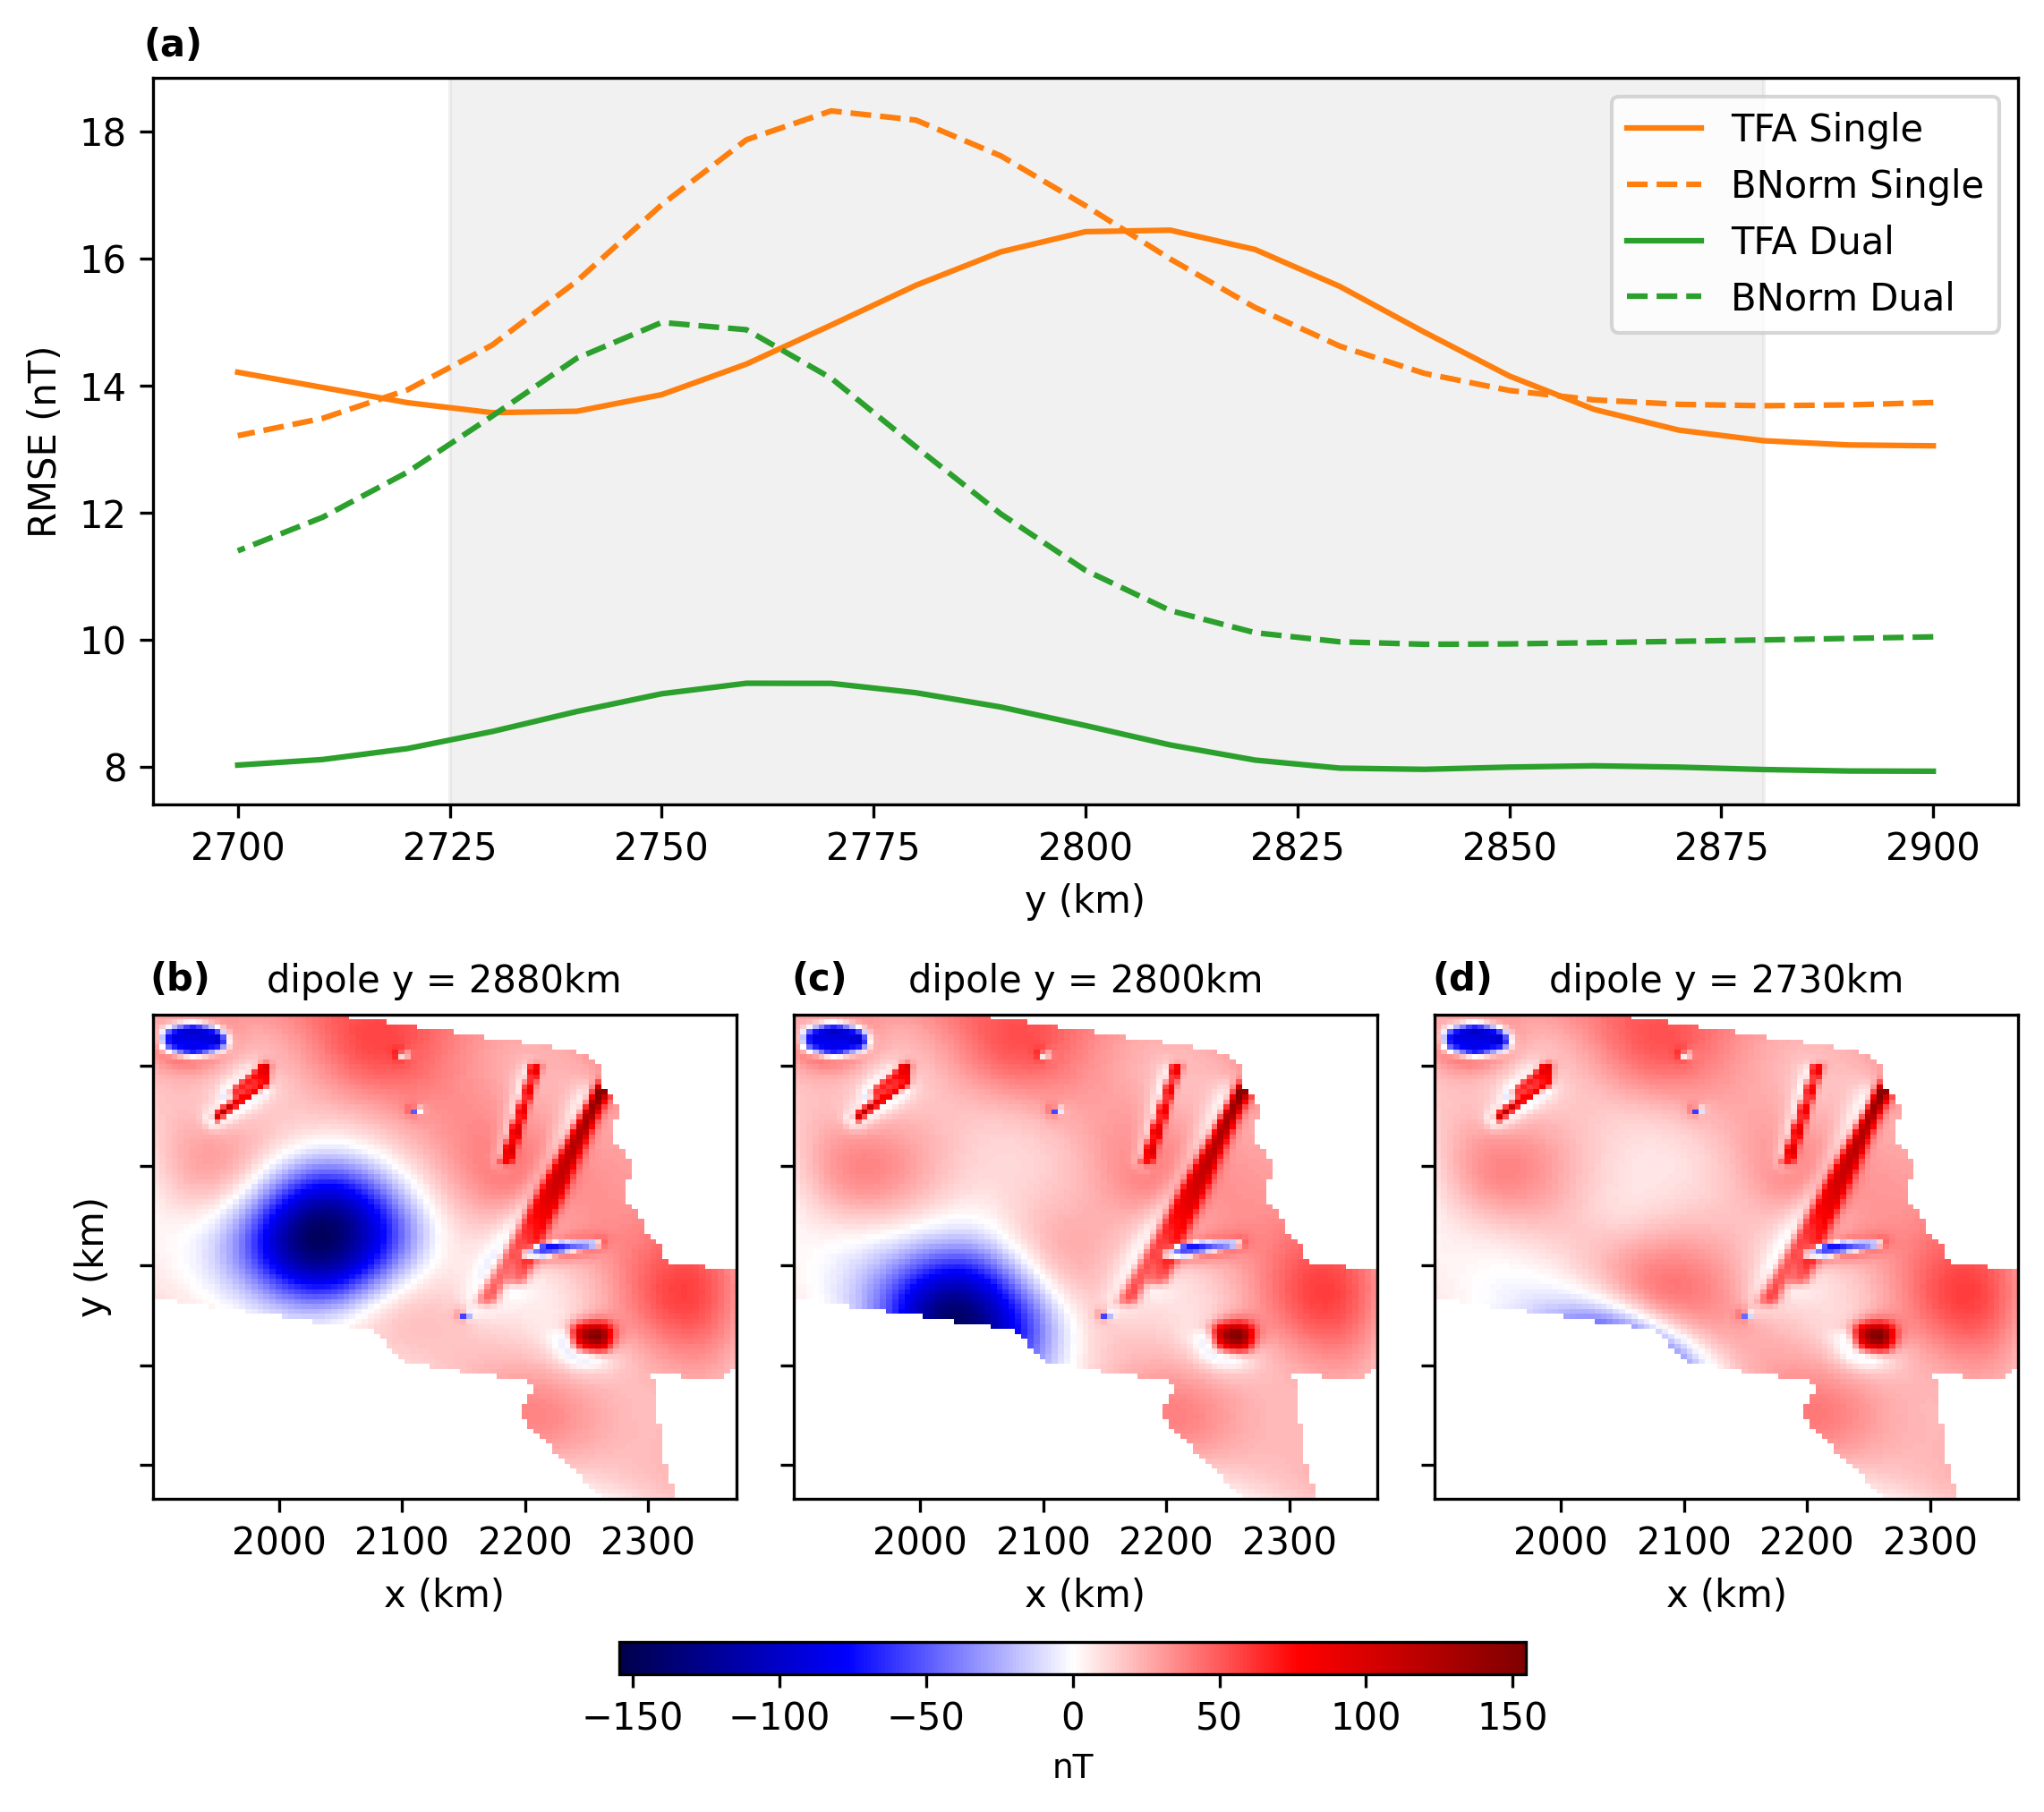 (a)
RMSE (nT)
18
16
14
12
10
8
TFA Single
BNorm Single
TFA Dual
BNorm Dual
2700 2725 2750 2775 2800 2825 2850 2875 2900
y (km)
(b) dipole y = 2880km
(c) dipole y = 2800km
(d) dipole y = 2730km
y (km)
2000 2100 2200 2300
x (km)
2000 2100 2200 2300
x (km)
2000 2100 2200 2300
x (km)
−150 −100 −50 0 50 100 150
nT